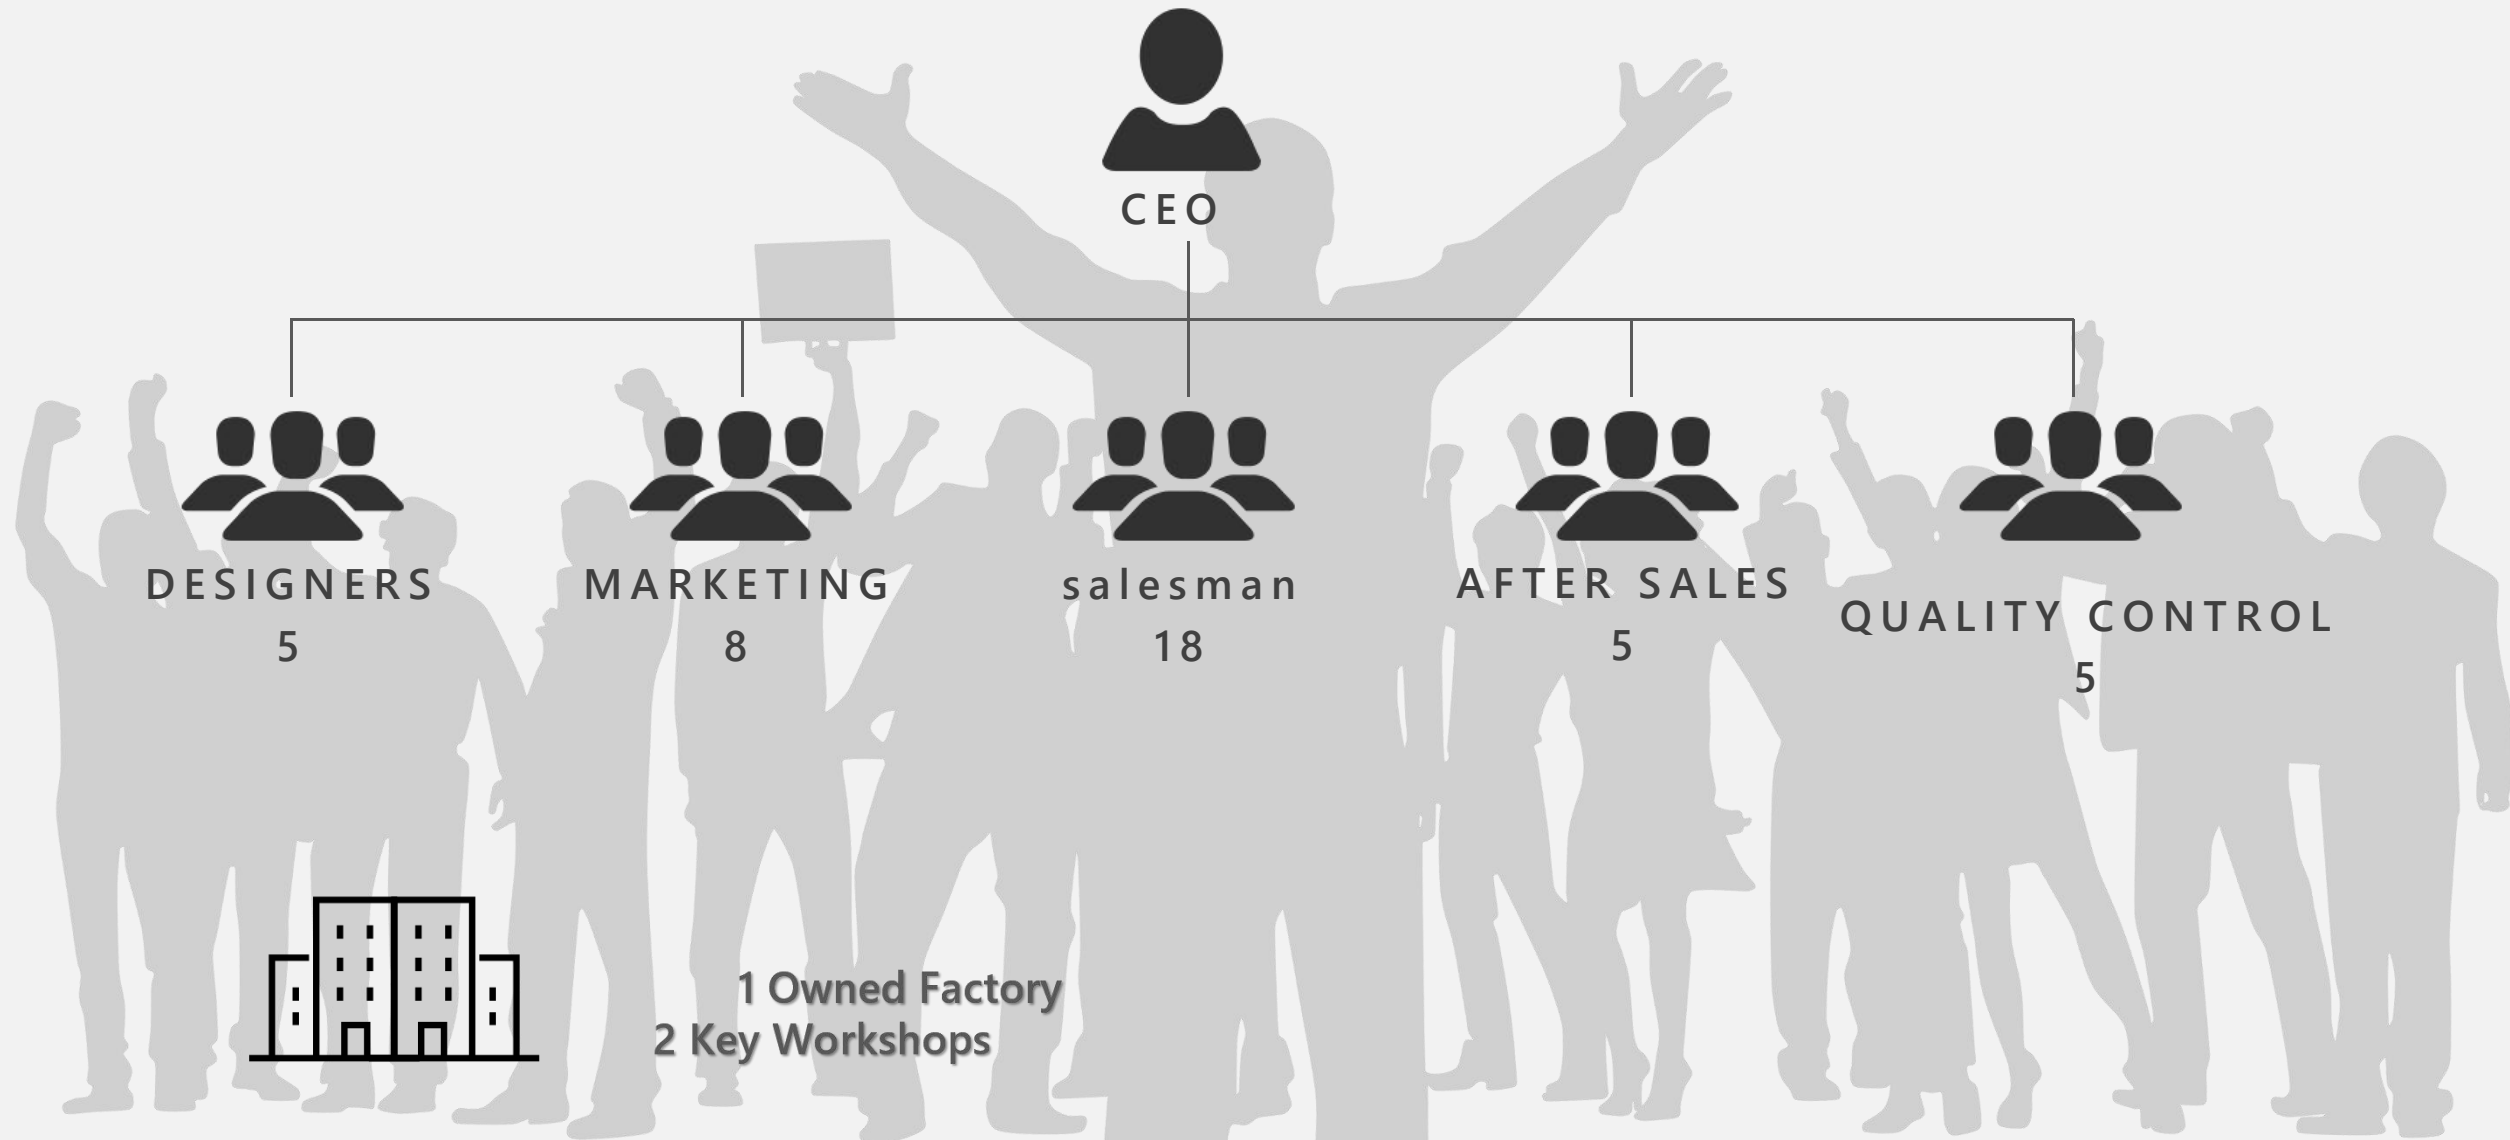 CEO
DESIGNERS
5
MARKETING
8
salesman
18
AFTER SALES
5
QUALITY CONTROL
5
1 Owned Factory
2 Key Workshops